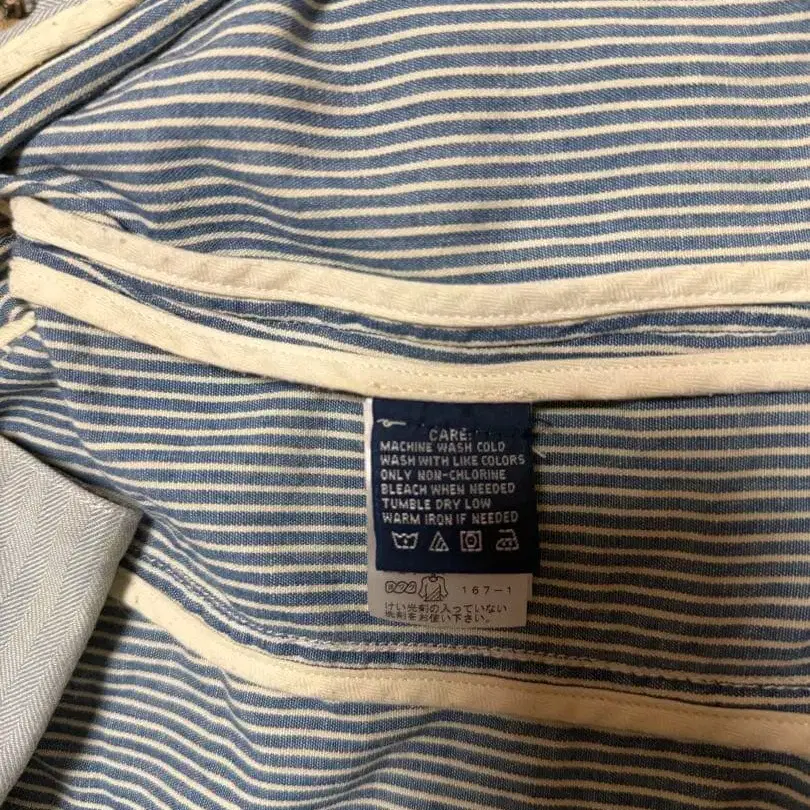 CARE:
MACHINE WASH COLD
WASH WITH LIKE COLORS
ONLY NON-CHLORINE
BLEACH WHEN NEEDED
TUMBLE DRY LOW
WARM IRON IF NEEDED
167-1
けい光剤の入っていない
洗剤をお使い下さい。